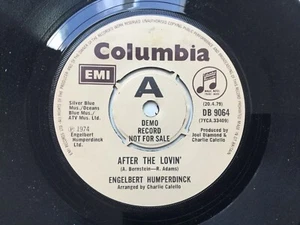 Columbia
EMI
A
Silver Blue
Mus./Oceans
Blue Mus./
ATV Mus. Ltd.
DEMO
RECORD
NOT FOR SALE
(20.4.79)
DB 9064
(7YCA.33409)
℗ 1974
Engelbert
Humperdinck
Ltd.
Produced by
Joel Diamond &
Charlie Calello
AFTER THE LOVIN'
(A. Bernstein—R. Adams)
ENGELBERT HUMPERDINCK
Arranged by Charlie Calello